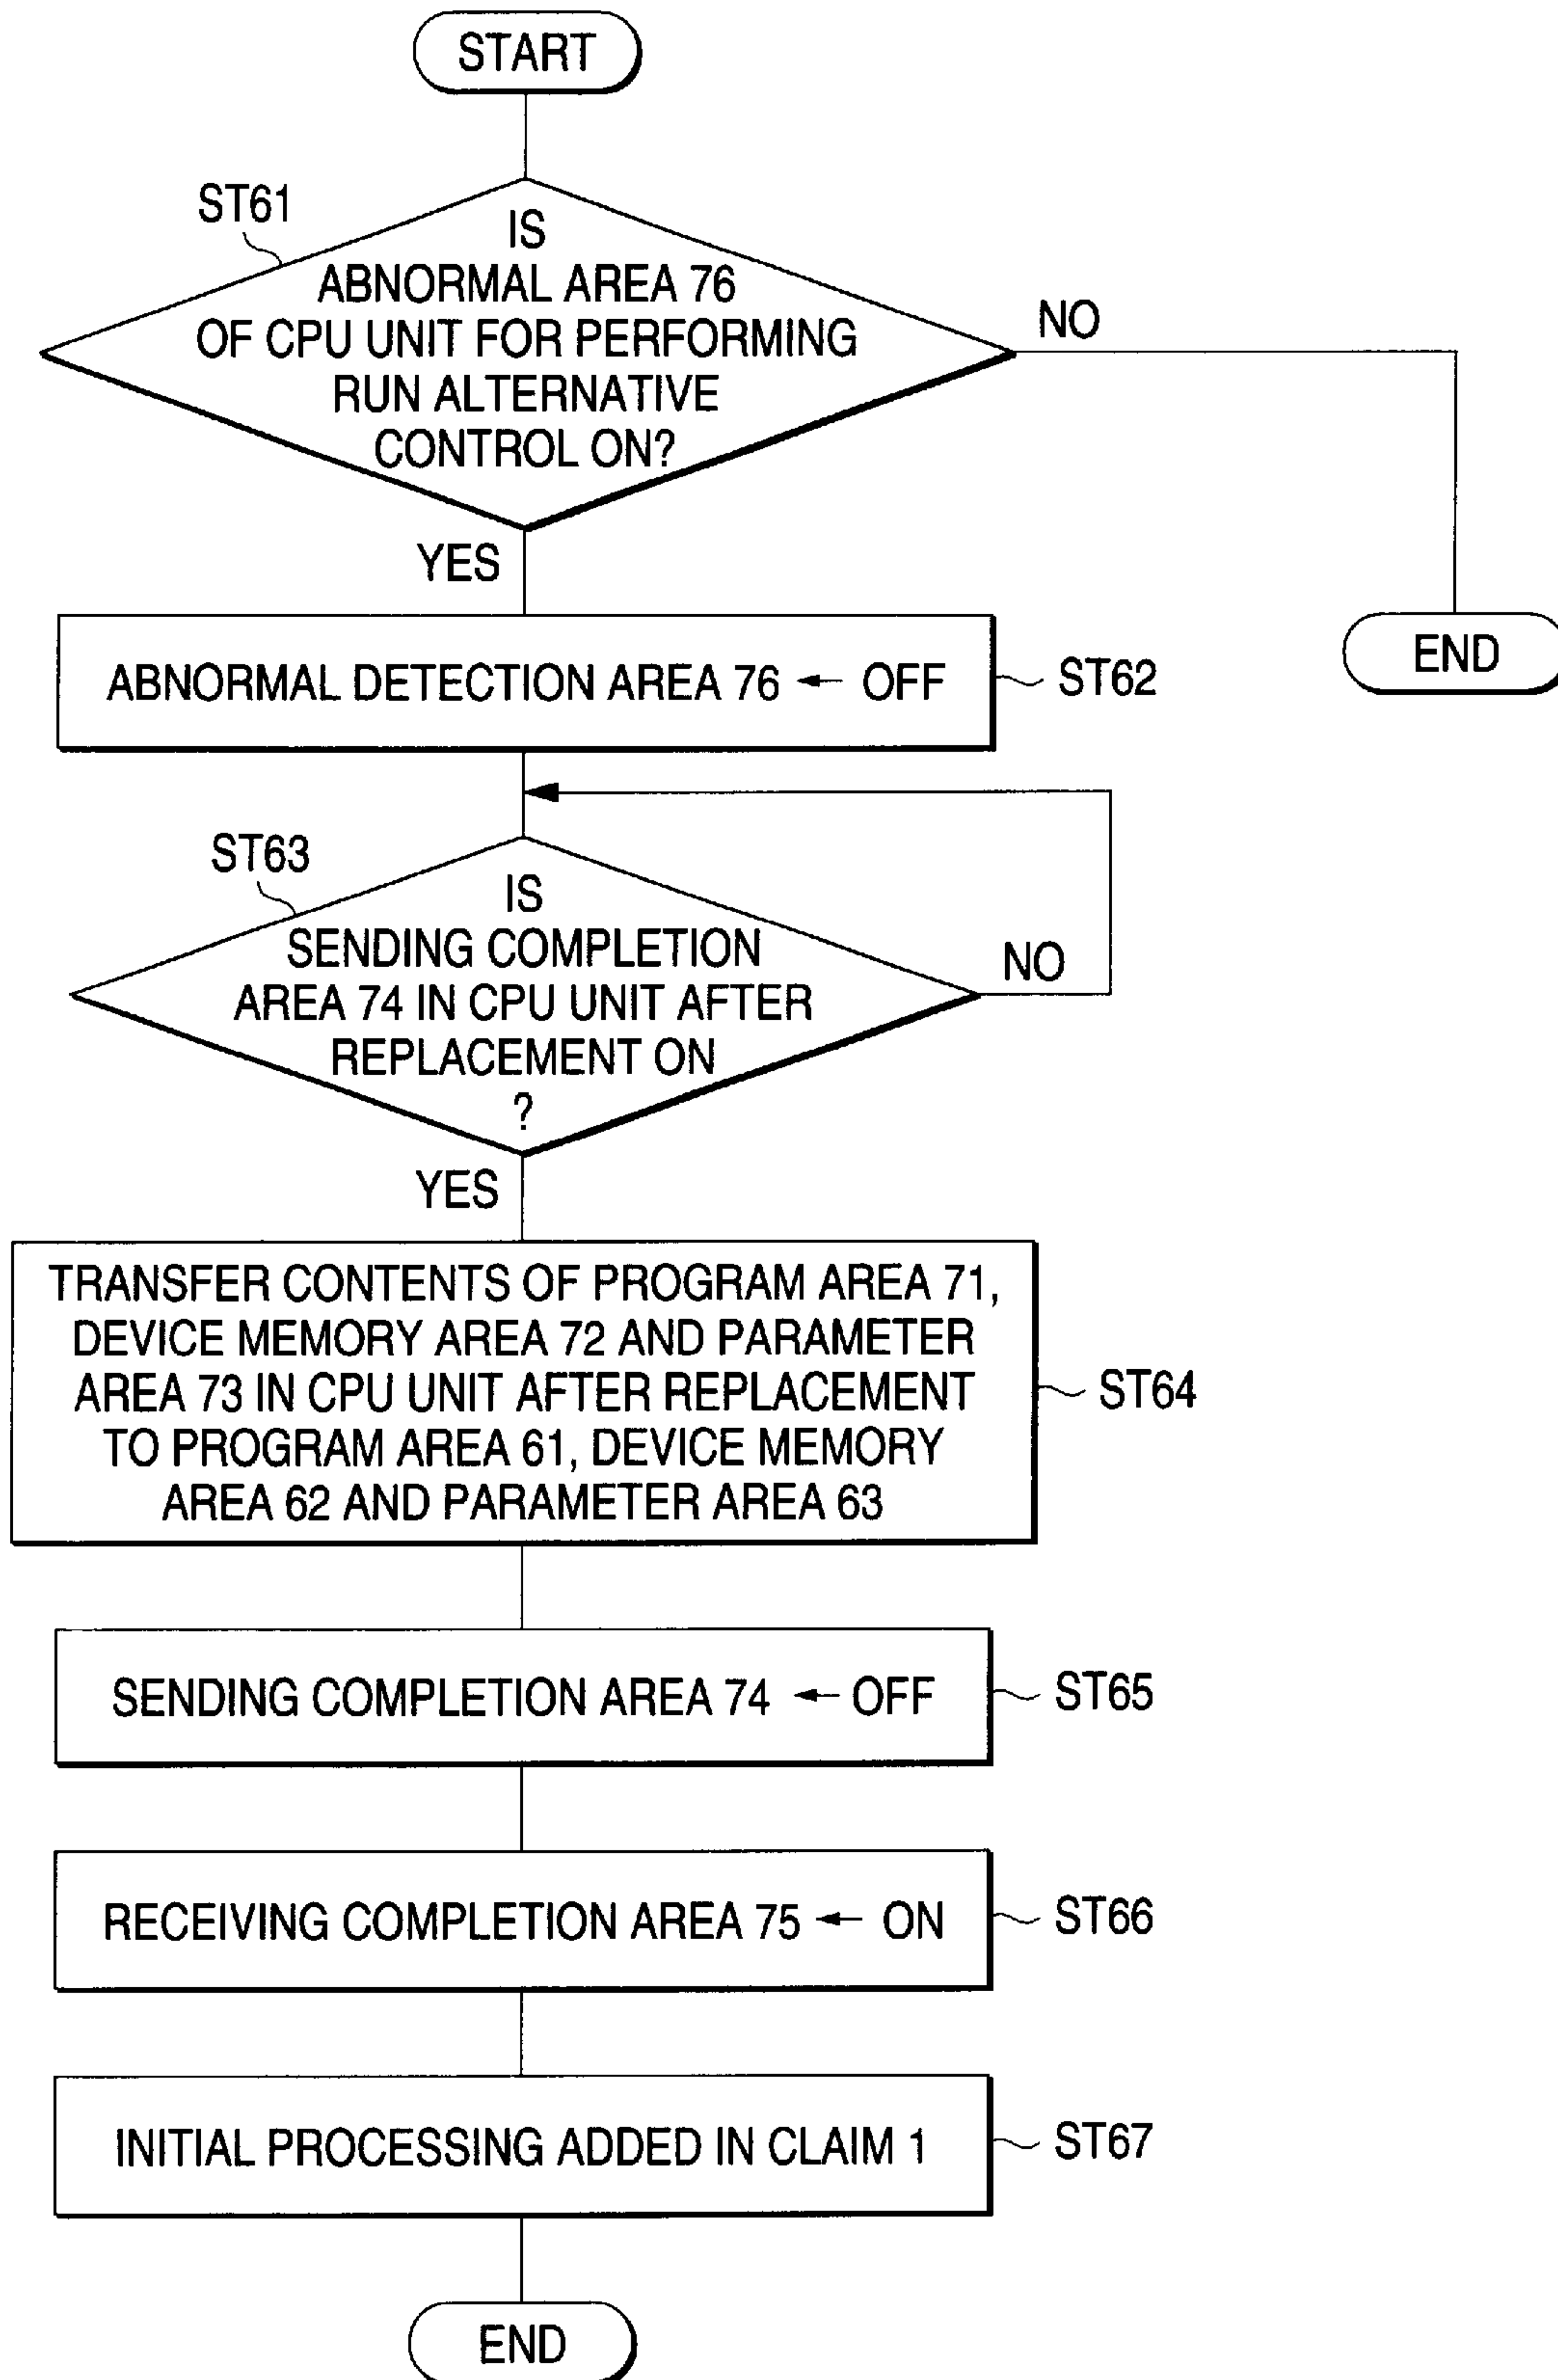 START
ST61
IS
ABNORMAL AREA 76
OF CPU UNIT FOR PERFORMING
RUN ALTERNATIVE
CONTROL ON?
NO
YES
END
ABNORMAL DETECTION AREA 76 ← OFF
ST62
ST63
IS
SENDING COMPLETION
AREA 74 IN CPU UNIT AFTER
REPLACEMENT ON
?
NO
YES
TRANSFER CONTENTS OF PROGRAM AREA 71,
DEVICE MEMORY AREA 72 AND PARAMETER
AREA 73 IN CPU UNIT AFTER REPLACEMENT
TO PROGRAM AREA 61, DEVICE MEMORY
AREA 62 AND PARAMETER AREA 63
ST64
SENDING COMPLETION AREA 74 ← OFF
ST65
RECEIVING COMPLETION AREA 75 ← ON
ST66
INITIAL PROCESSING ADDED IN CLAIM 1
ST67
END